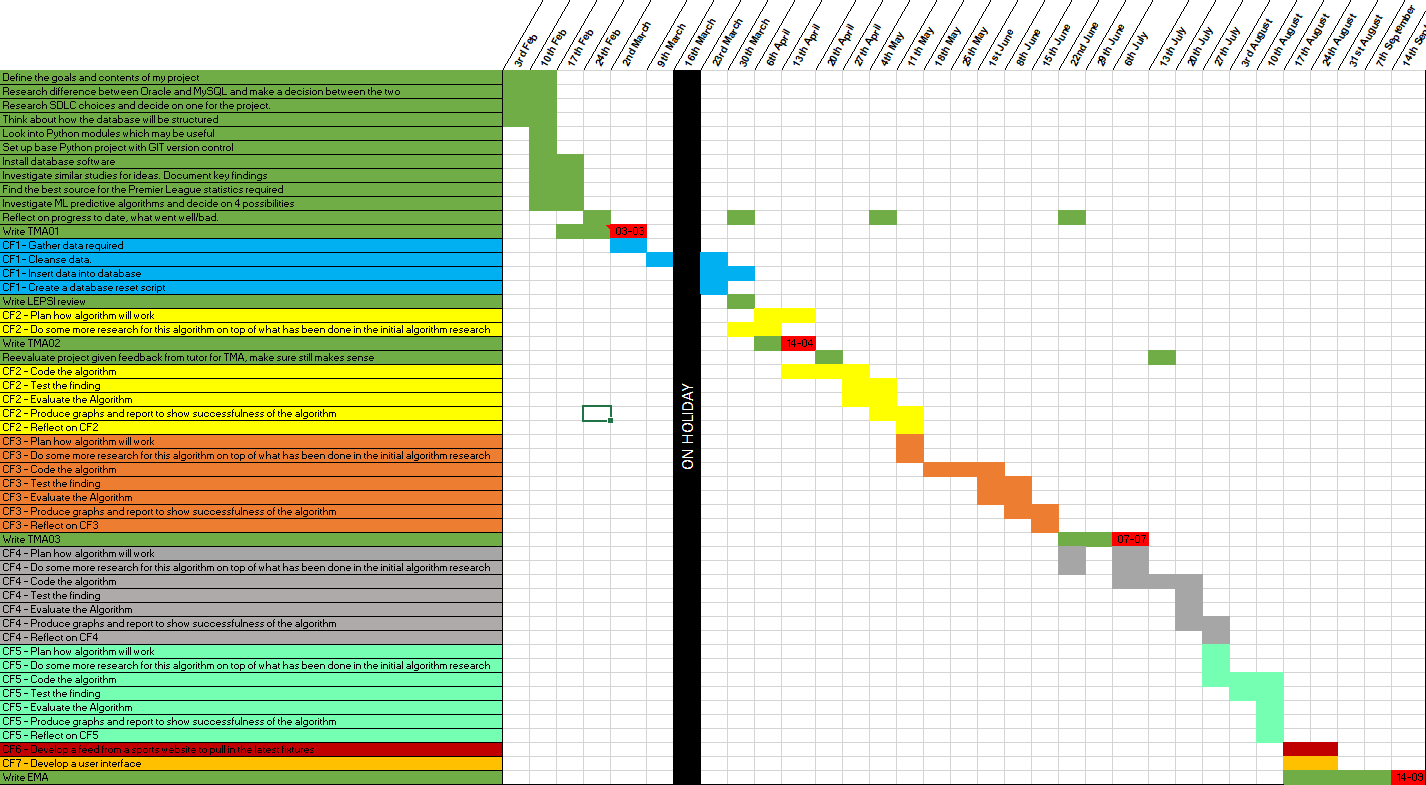 3rd Feb
10th Feb
17th Feb
24th Feb
2nd March
9th March
16th March
23rd March
30th March
6th April
13th April
20th April
27th April
4th May
11th May
18th May
25th May
1st June
8th June
15th June
22nd June
29th June
6th July
13th July
20th July
27th July
3rd August
10th August
17th August
24th August
31st August
7th September
14th Sep
Define the goals and contents of my project
Research difference between Oracle and MySQL and make a decision between the two
Research SDLC choices and decide on one for the project.
Think about how the database will be structured
Look into Python modules which may be useful
Set up base Python project with GIT version control
Install database software
Investigate similar studies for ideas. Document key findings
Find the best source for the Premier League statistics required
Investigate ML predictive algorithms and decide on 4 possibilities
Reflect on progress to date, what went well/bad.
Write TMA01
03-03
CF1 - Gather data required
CF1 - Cleanse data.
CF1 - Insert data into database
CF1 - Create a database reset script
Write LEPSI review
CF2 - Plan how algorithm will work
CF2 - Do some more research for this algorithm on top of what has been done in the initial algorithm research
Write TMA02
14-04
Reevaluate project given feedback from tutor for TMA, make sure still makes sense
CF2 - Code the algorithm
CF2 - Test the finding
CF2 - Evaluate the Algorithm
CF2 - Produce graphs and report to show successfulness of the algorithm
CF2 - Reflect on CF2
ON HOLIDAY
CF3 - Plan how algorithm will work
CF3 - Do some more research for this algorithm on top of what has been done in the initial algorithm research
CF3 - Code the algorithm
CF3 - Test the finding
CF3 - Evaluate the Algorithm
CF3 - Produce graphs and report to show successfulness of the algorithm
CF3 - Reflect on CF3
Write TMA03
07-07
CF4 - Plan how algorithm will work
CF4 - Do some more research for this algorithm on top of what has been done in the initial algorithm research
CF4 - Code the algorithm
CF4 - Test the finding
CF4 - Evaluate the Algorithm
CF4 - Produce graphs and report to show successfulness of the algorithm
CF4 - Reflect on CF4
CF5 - Plan how algorithm will work
CF5 - Do some more research for this algorithm on top of what has been done in the initial algorithm research
CF5 - Code the algorithm
CF5 - Test the finding
CF5 - Evaluate the Algorithm
CF5 - Produce graphs and report to show successfulness of the algorithm
CF5 - Reflect on CF5
CF6 - Develop a feed from a sports website to pull in the latest fixtures
CF7 - Develop a user interface
Write EMA
14-09